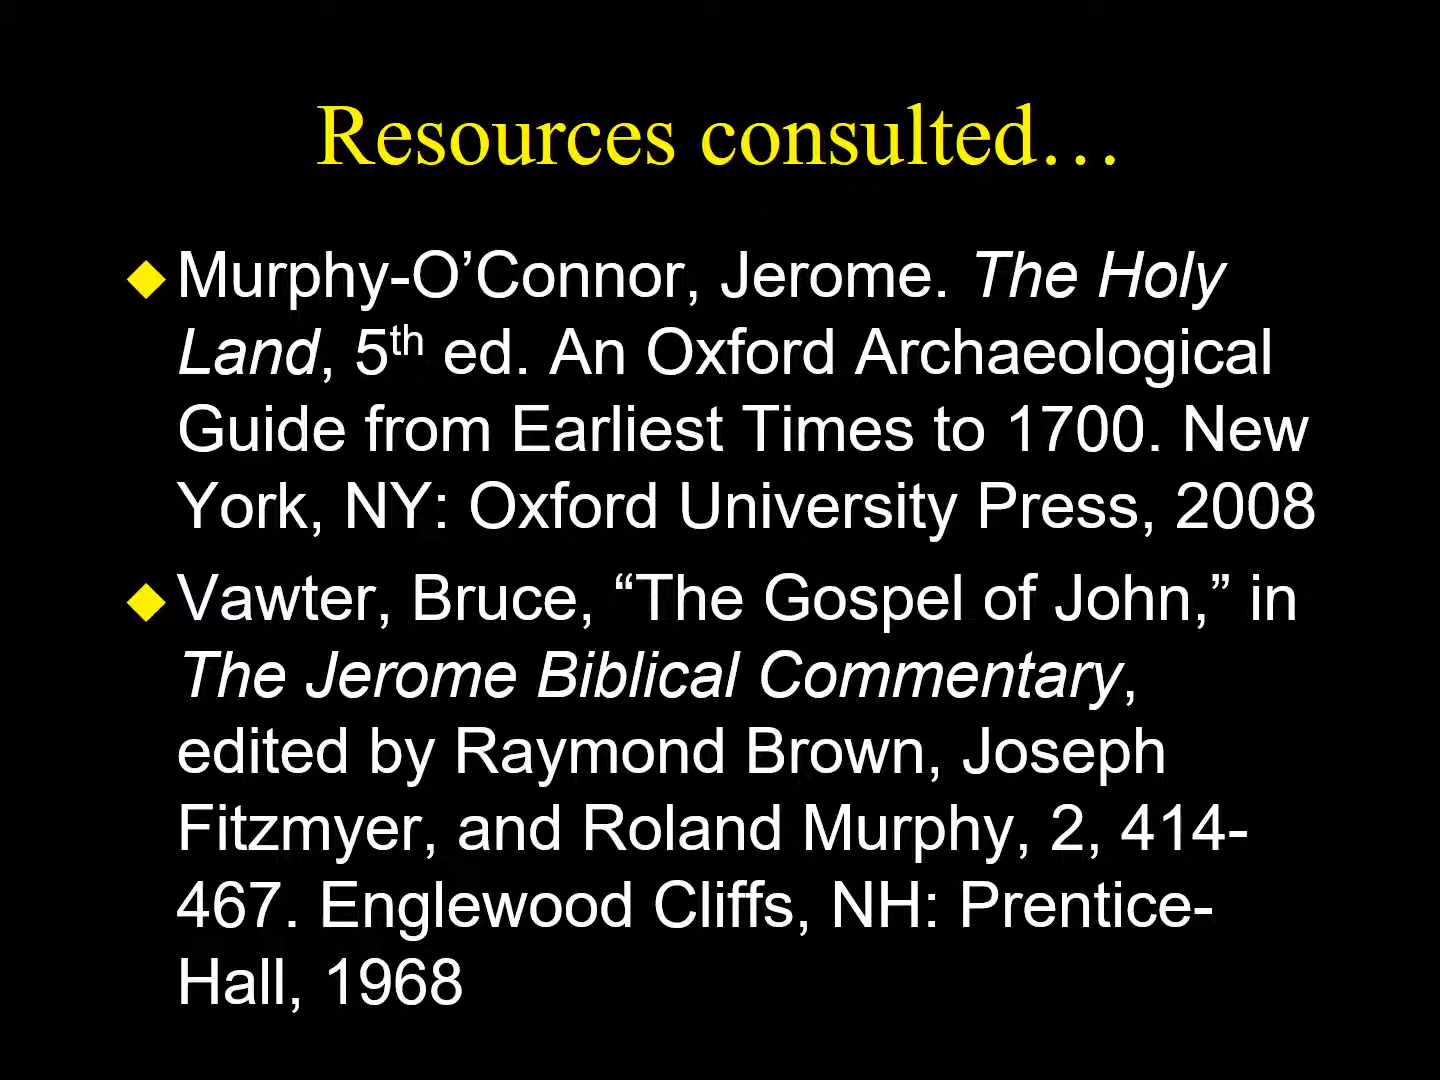 Resources consulted…
Murphy-O’Connor, Jerome. The Holy
Land, 5th ed. An Oxford Archaeological
Guide from Earliest Times to 1700. New
York, NY: Oxford University Press, 2008
Vawter, Bruce, “The Gospel of John,” in
The Jerome Biblical Commentary,
edited by Raymond Brown, Joseph
Fitzmyer, and Roland Murphy, 2, 414-
467. Englewood Cliffs, NH: Prentice-
Hall, 1968